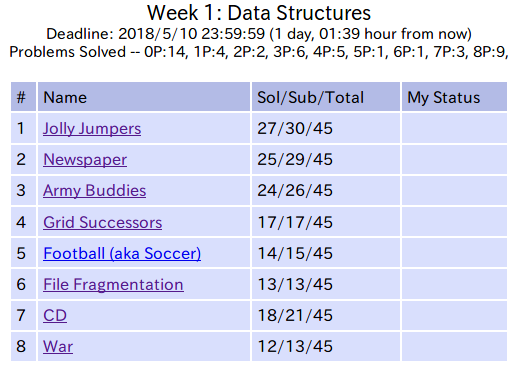 Week 1: Data Structures
Deadline: 2018/5/10 23:59:59 (1 day, 01:39 hour from now)
Problems Solved -- 0P:14, 1P:4, 2P:2, 3P:6, 4P:5, 5P:1, 6P:1, 7P:3, 8P:9,
# Name Sol/Sub/Total My Status
1 Jolly Jumpers 27/30/45
2 Newspaper 25/29/45
3 Army Buddies 24/26/45
4 Grid Successors 17/17/45
5 Football (aka Soccer) 14/15/45
6 File Fragmentation 13/13/45
7 CD 18/21/45
8 War 12/13/45